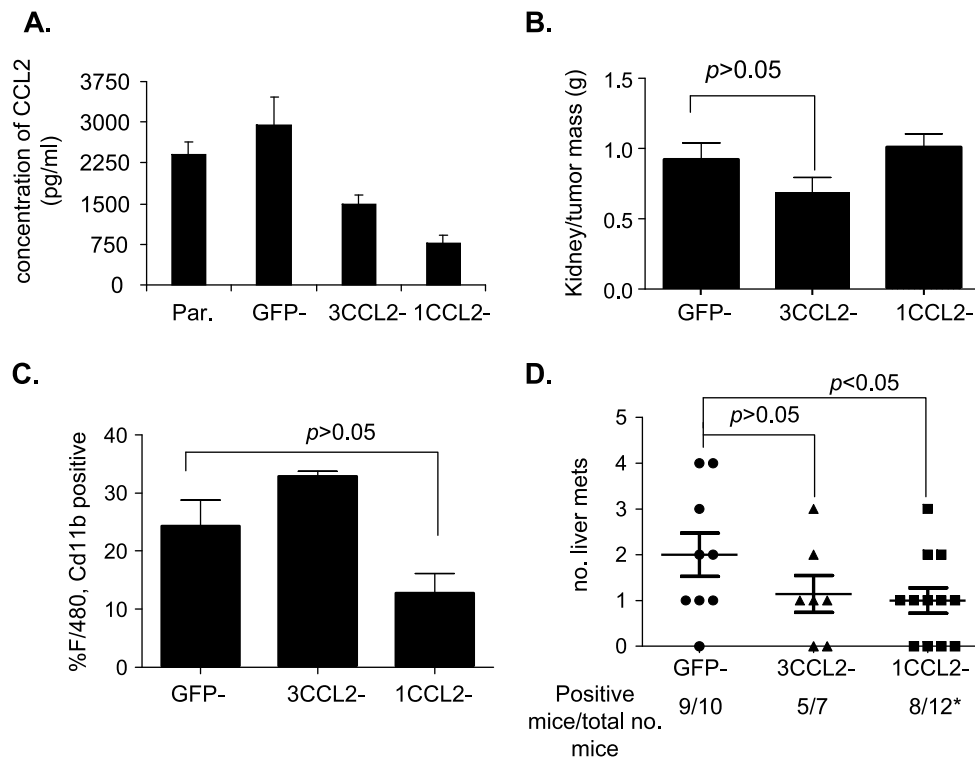 A.
concentration of CCL2
(pg/ml)
3750
3000
2250
1500
750
0
Par.
GFP-
3CCL2-
1CCL2-
B.
Kidney/tumor mass (g)
p>0.05
1.5
1.0
0.5
0.0
GFP-
3CCL2-
1CCL2-
C.
%F/480, Cd11b positive
p>0.05
40
30
20
10
0
GFP-
3CCL2-
1CCL2-
D.
no. liver mets
p<0.05
p>0.05
5
4
3
2
1
0
GFP-
3CCL2-
1CCL2-
Positive
mice/total no.
mice
9/10
5/7
8/12*